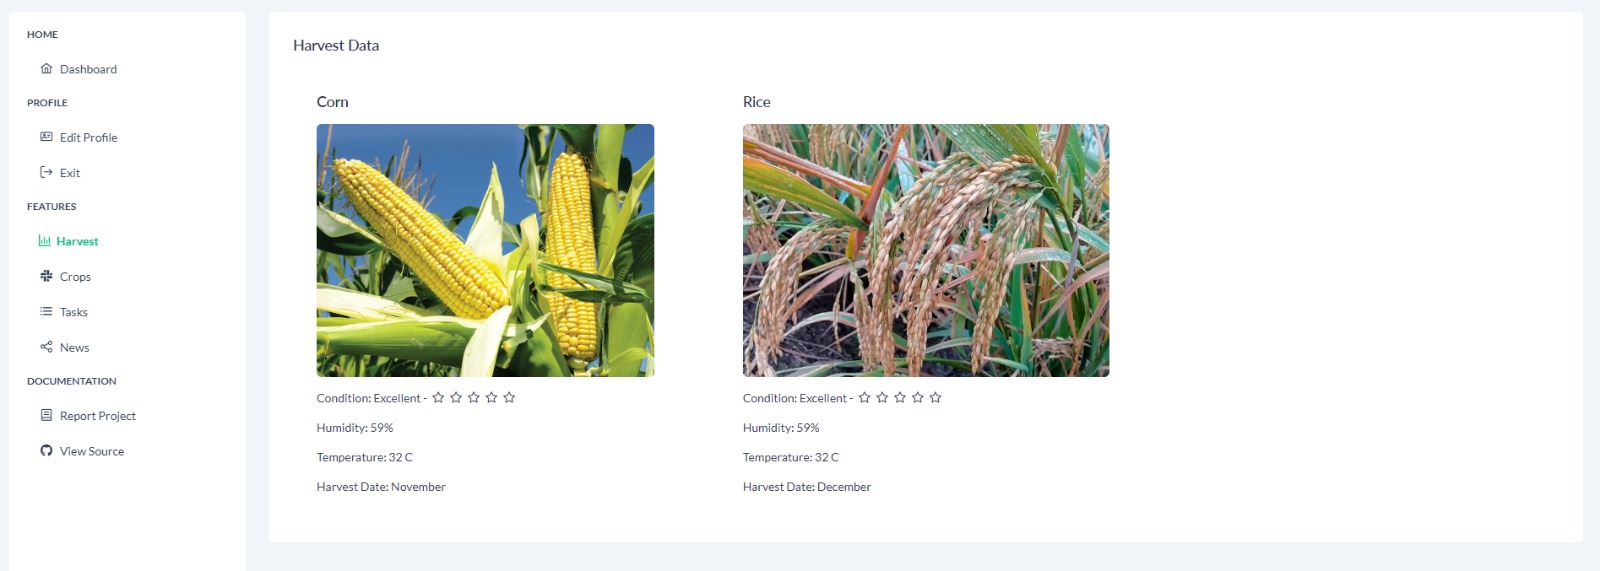 HOME
Dashboard
PROFILE
Edit Profile
Exit
FEATURES
Harvest
Crops
Tasks
News
DOCUMENTATION
Report Project
View Source
Harvest Data
Corn
Condition: Excellent -
Humidity: 59%
Temperature: 32 C
Harvest Date: November
Rice
Condition: Excellent -
Humidity: 59%
Temperature: 32 C
Harvest Date: December